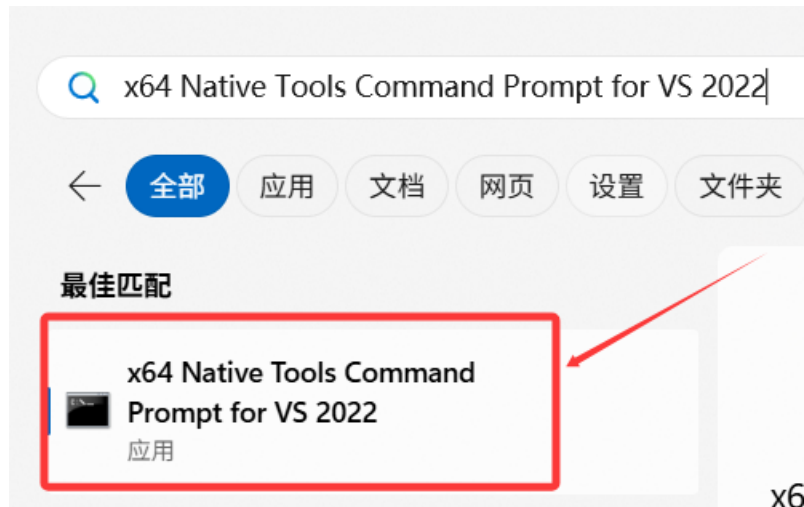 x64 Native Tools Command Prompt for VS 2022
全部 应用 文档 网页 设置 文件夹
最佳匹配
x64 Native Tools Command
Prompt for VS 2022
应用
x6